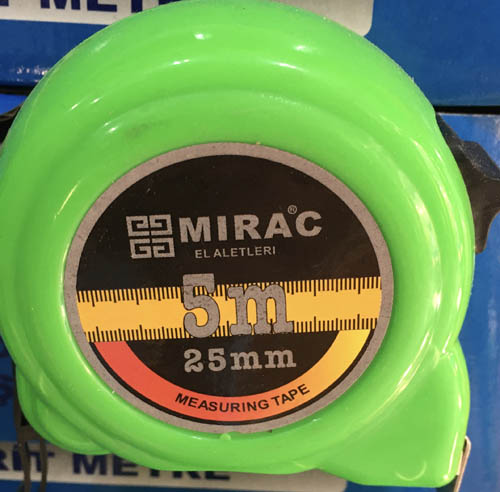 MIRAC®
EL ALETLERI
5m
25mm
MEASURING TAPE
METRE